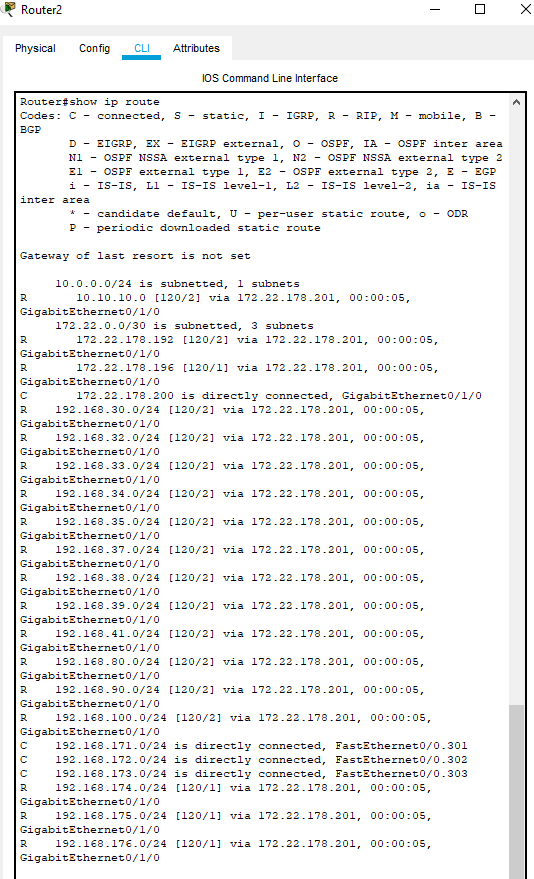 Router2
Physical Config CLI Attributes
IOS Command Line Interface
Router#show ip route
Codes: C - connected, S - static, I - IGRP, R - RIP, M - mobile, B -
BGP
D - EIGRP, EX - EIGRP external, O - OSPF, IA - OSPF inter area
N1 - OSPF NSSA external type 1, N2 - OSPF NSSA external type 2
E1 - OSPF external type 1, E2 - OSPF external type 2, E - EGP
i - IS-IS, L1 - IS-IS level-1, L2 - IS-IS level-2, ia - IS-IS
inter area
* - candidate default, U - per-user static route, o - ODR
P - periodic downloaded static route
Gateway of last resort is not set
10.0.0.0/24 is subnetted, 1 subnets
R 10.10.10.0 [120/2] via 172.22.178.201, 00:00:05,
GigabitEthernet0/1/0
172.22.0.0/30 is subnetted, 3 subnets
R 172.22.178.192 [120/2] via 172.22.178.201, 00:00:05,
GigabitEthernet0/1/0
R 172.22.178.196 [120/1] via 172.22.178.201, 00:00:05,
GigabitEthernet0/1/0
C 172.22.178.200 is directly connected, GigabitEthernet0/1/0
R 192.168.30.0/24 [120/2] via 172.22.178.201, 00:00:05,
GigabitEthernet0/1/0
R 192.168.32.0/24 [120/2] via 172.22.178.201, 00:00:05,
GigabitEthernet0/1/0
R 192.168.33.0/24 [120/2] via 172.22.178.201, 00:00:05,
GigabitEthernet0/1/0
R 192.168.34.0/24 [120/2] via 172.22.178.201, 00:00:05,
GigabitEthernet0/1/0
R 192.168.35.0/24 [120/2] via 172.22.178.201, 00:00:05,
GigabitEthernet0/1/0
R 192.168.37.0/24 [120/2] via 172.22.178.201, 00:00:05,
GigabitEthernet0/1/0
R 192.168.38.0/24 [120/2] via 172.22.178.201, 00:00:05,
GigabitEthernet0/1/0
R 192.168.39.0/24 [120/2] via 172.22.178.201, 00:00:05,
GigabitEthernet0/1/0
R 192.168.41.0/24 [120/2] via 172.22.178.201, 00:00:05,
GigabitEthernet0/1/0
R 192.168.80.0/24 [120/2] via 172.22.178.201, 00:00:05,
GigabitEthernet0/1/0
R 192.168.90.0/24 [120/2] via 172.22.178.201, 00:00:05,
GigabitEthernet0/1/0
R 192.168.100.0/24 [120/2] via 172.22.178.201, 00:00:05,
GigabitEthernet0/1/0
C 192.168.171.0/24 is directly connected, FastEthernet0/0.301
C 192.168.172.0/24 is directly connected, FastEthernet0/0.302
C 192.168.173.0/24 is directly connected, FastEthernet0/0.303
R 192.168.174.0/24 [120/1] via 172.22.178.201, 00:00:05,
GigabitEthernet0/1/0
R 192.168.175.0/24 [120/1] via 172.22.178.201, 00:00:05,
GigabitEthernet0/1/0
R 192.168.176.0/24 [120/1] via 172.22.178.201, 00:00:05,
GigabitEthernet0/1/0